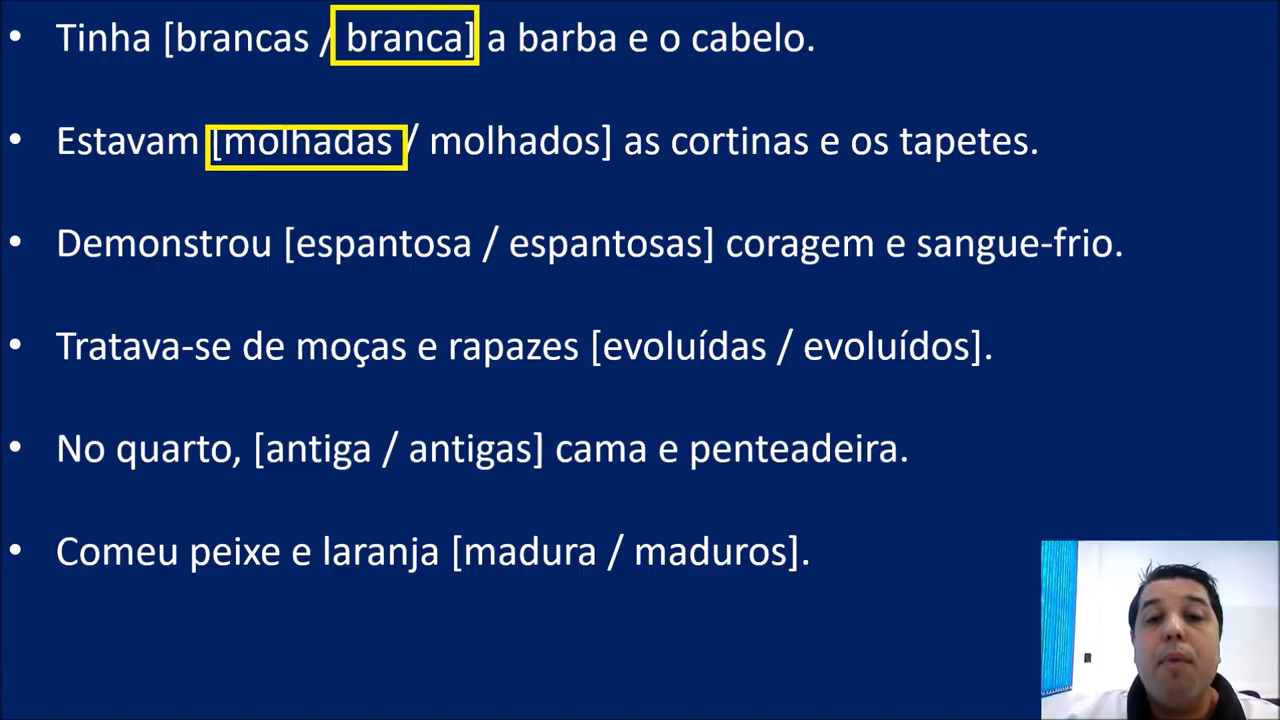 • Tinha [brancas / branca] a barba e o cabelo.
• Estavam [molhadas / molhados] as cortinas e os tapetes.
• Demonstrou [espantosa / espantosas] coragem e sangue-frio.
• Tratava-se de moças e rapazes [evoluídas / evoluídos].
• No quarto, [antiga / antigas] cama e penteadeira.
• Comeu peixe e laranja [madura / maduros].